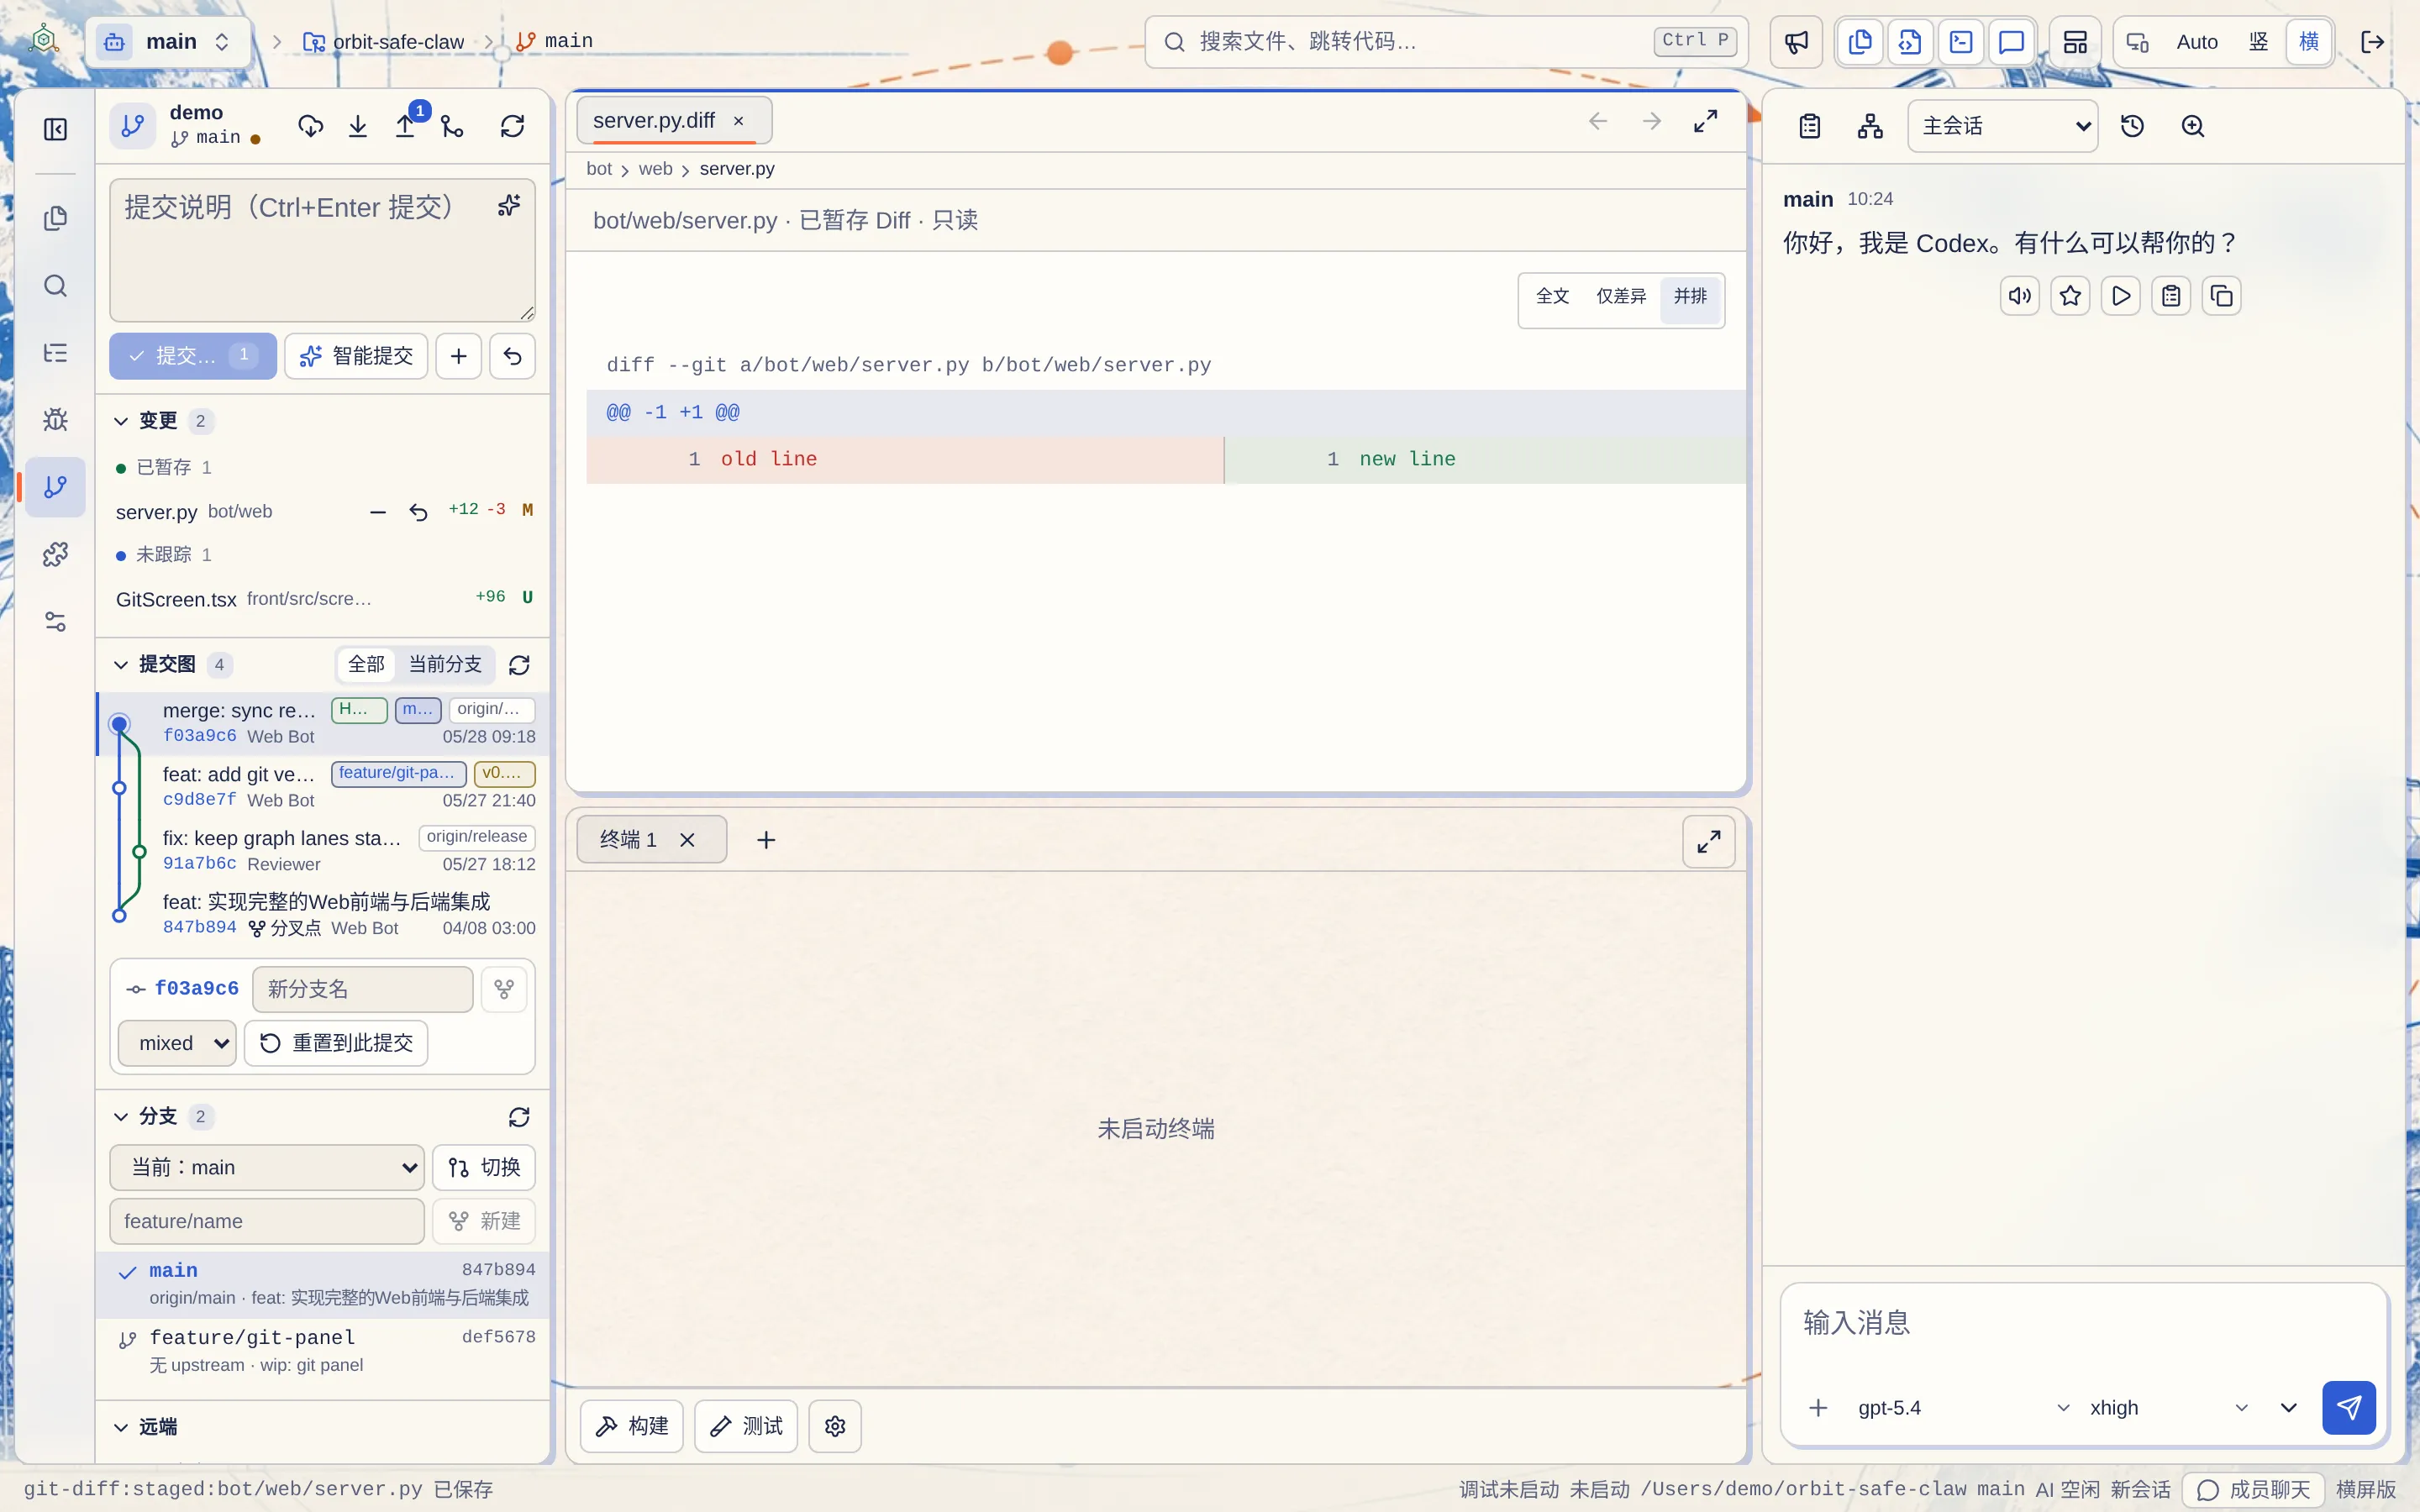 main
orbit-safe-claw
main
搜索文件、跳转代码…
Ctrl P
Auto
竖
横
demo
main
1
提交说明（Ctrl+Enter 提交）
提交… 1
智能提交
变更 2
已暂存 1
server.py bot/web +12 -3 M
未跟踪 1
GitScreen.tsx front/src/scre… +96 U
提交图 4
全部 当前分支
merge: sync re… H… m… origin/…
f03a9c6 Web Bot 05/28 09:18
feat: add git ve… feature/git-pa… v0.…
c9d8e7f Web Bot 05/27 21:40
fix: keep graph lanes sta… origin/release
91a7b6c Reviewer 05/27 18:12
feat: 实现完整的Web前端与后端集成
847b894 分叉点 Web Bot 04/08 03:00
f03a9c6 新分支名
mixed 重置到此提交
分支 2
当前：main 切换
feature/name 新建
main 847b894
origin/main · feat: 实现完整的Web前端与后端集成
feature/git-panel def5678
无 upstream · wip: git panel
远端
server.py.diff
bot web server.py
bot/web/server.py · 已暂存 Diff · 只读
全文 仅差异 并排
diff --git a/bot/web/server.py b/bot/web/server.py
@@ -1 +1 @@
1 old line 1 new line
终端 1
未启动终端
构建 测试
主会话
main 10:24
你好，我是 Codex。有什么可以帮你的？
输入消息
gpt-5.4 xhigh
git-diff:staged:bot/web/server.py 已保存
调试未启动 未启动 /Users/demo/orbit-safe-claw main AI 空闲 新会话 成员聊天 横屏版